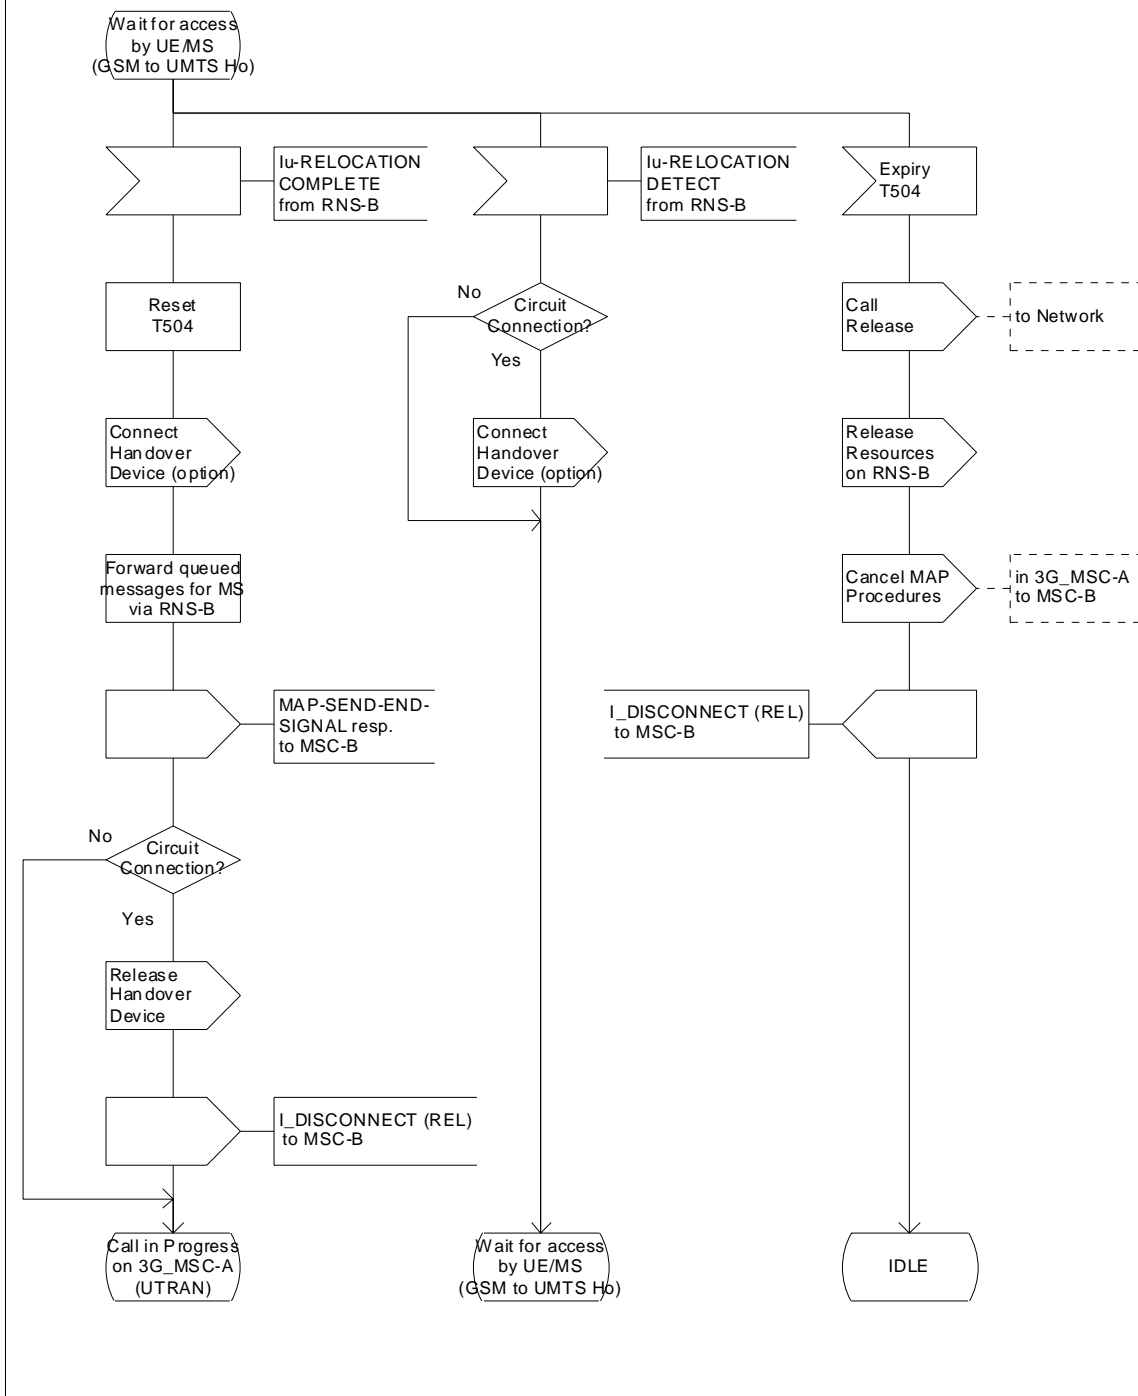 Wait for access
by UE/MS
(GSM to UMTS Ho)
Iu-RELOCATION
COMPLETE
from RNS-B
Iu-RELOCATION
DETECT
from RNS-B
Expiry
T504
Reset
T504
No
Circuit
Connection?
Yes
Call
Release
to Network
Connect
Handover
Device (option)
Connect
Handover
Device (option)
Release
Resources
on RNS-B
Forward queued
messages for MS
via RNS-B
Cancel MAP
Procedures
in 3G_MSC-A
to MSC-B
MAP-SEND-END-
SIGNAL resp.
to MSC-B
I_DISCONNECT (REL)
to MSC-B
No
Circuit
Connection?
Yes
Release
Handover
Device
I_DISCONNECT (REL)
to MSC-B
Call in Progress
on 3G_MSC-A
(UTRAN)
Wait for access
by UE/MS
(GSM to UMTS Ho)
IDLE